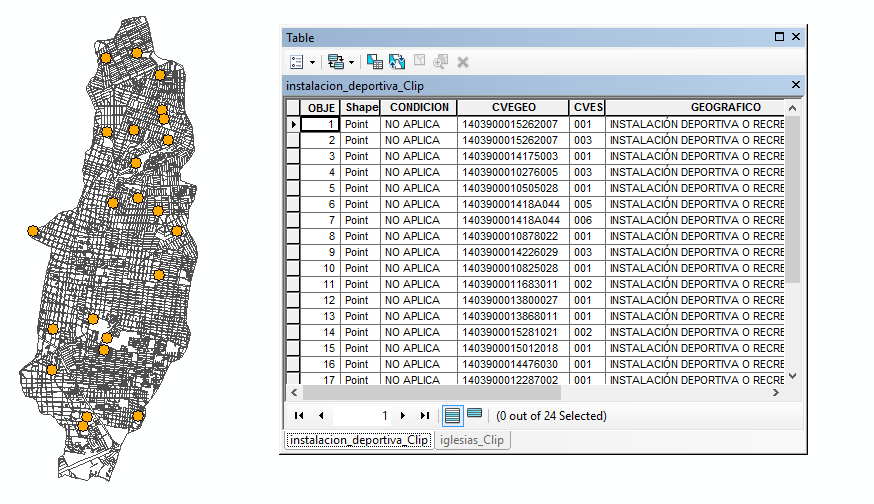 Table
instalacion_deportiva_Clip
OBJE Shape CONDICION CVEGEO CVES GEOGRAFICO
1 Point NO APLICA 1403900015262007 001 INSTALACIÓN DEPORTIVA O RECRE
2 Point NO APLICA 1403900015262007 003 INSTALACIÓN DEPORTIVA O RECRE
3 Point NO APLICA 1403900014175003 001 INSTALACIÓN DEPORTIVA O RECRE
4 Point NO APLICA 1403900010276005 003 INSTALACIÓN DEPORTIVA O RECRE
5 Point NO APLICA 1403900010505028 001 INSTALACIÓN DEPORTIVA O RECRE
6 Point NO APLICA 140390001418A044 005 INSTALACIÓN DEPORTIVA O RECRE
7 Point NO APLICA 140390001418A044 006 INSTALACIÓN DEPORTIVA O RECRE
8 Point NO APLICA 1403900010878022 001 INSTALACIÓN DEPORTIVA O RECRE
9 Point NO APLICA 1403900014226029 003 INSTALACIÓN DEPORTIVA O RECRE
10 Point NO APLICA 1403900010825028 001 INSTALACIÓN DEPORTIVA O RECRE
11 Point NO APLICA 1403900011683011 002 INSTALACIÓN DEPORTIVA O RECRE
12 Point NO APLICA 1403900013800027 001 INSTALACIÓN DEPORTIVA O RECRE
13 Point NO APLICA 1403900013868011 001 INSTALACIÓN DEPORTIVA O RECRE
14 Point NO APLICA 1403900015281021 002 INSTALACIÓN DEPORTIVA O RECRE
15 Point NO APLICA 1403900015012018 001 INSTALACIÓN DEPORTIVA O RECRE
16 Point NO APLICA 1403900014476030 001 INSTALACIÓN DEPORTIVA O RECRE
17 Point NO APLICA 1403900012287002 001 INSTALACIÓN DEPORTIVA O RECRE
1 (0 out of 24 Selected)
instalacion_deportiva_Clip iglesias_Clip